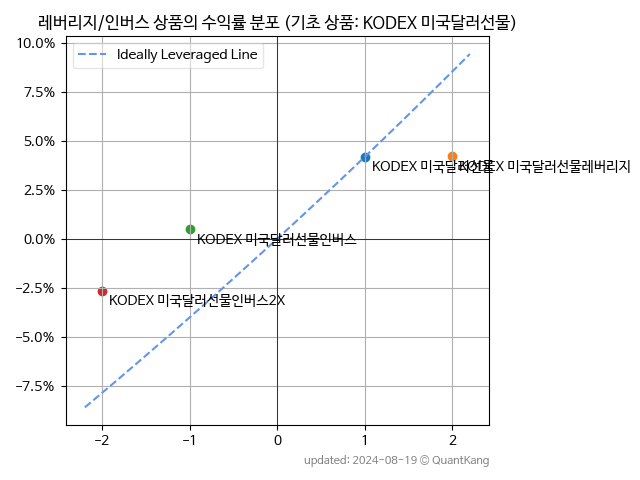 레버리지/인버스 상품의 수익률 분포 (기초 상품: KODEX 미국달러선물)
10.0%
Ideally Leveraged Line
7.5%
5.0%
KODEX 미국달러선물
KODEX 미국달러선물레버리지
2.5%
0.0%
KODEX 미국달러선물인버스
−2.5%
KODEX 미국달러선물인버스2X
−5.0%
−7.5%
−2 −1 0 1 2
updated: 2024-08-19 © QuantKang